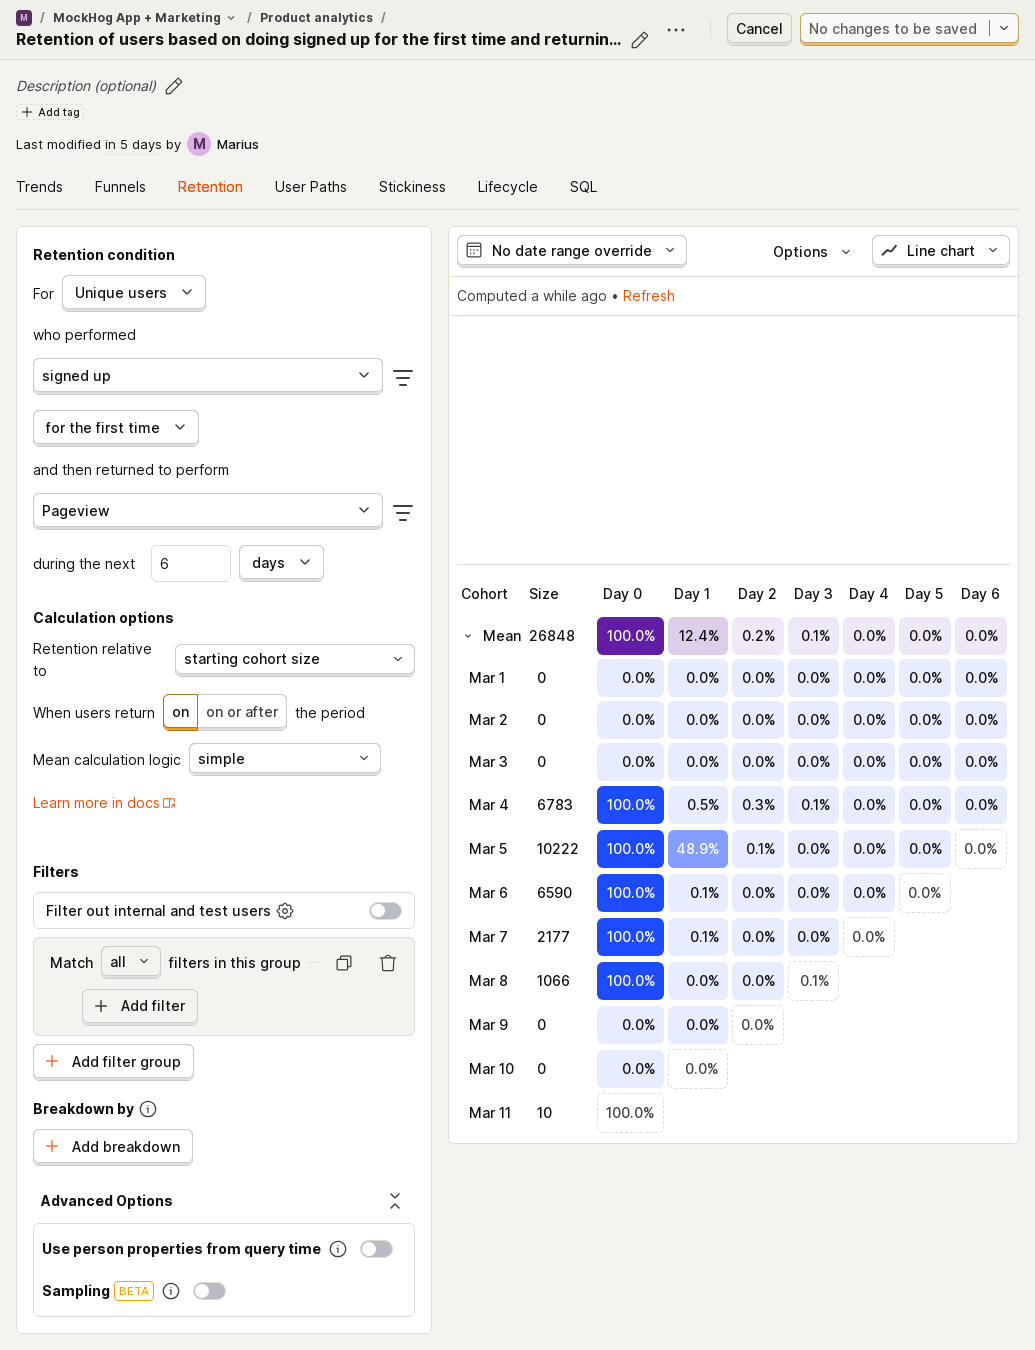 M / MockHog App + Marketing / Product analytics /
Retention of users based on doing signed up for the first time and returnin...
Cancel
No changes to be saved
Description (optional)
Add tag
Last modified in 5 days by M Marius
Trends Funnels Retention User Paths Stickiness Lifecycle SQL
Retention condition
For Unique users
who performed
signed up
for the first time
and then returned to perform
Pageview
during the next 6 days
Calculation options
Retention relative to starting cohort size
When users return on on or after the period
Mean calculation logic simple
Learn more in docs
Filters
Filter out internal and test users
Match all filters in this group
Add filter
Add filter group
Breakdown by
Add breakdown
Advanced Options
Use person properties from query time
Sampling BETA
No date range override Options Line chart
Computed a while ago • Refresh
Cohort Size Day 0 Day 1 Day 2 Day 3 Day 4 Day 5 Day 6
Mean 26848 100.0% 12.4% 0.2% 0.1% 0.0% 0.0% 0.0%
Mar 1 0 0.0% 0.0% 0.0% 0.0% 0.0% 0.0% 0.0%
Mar 2 0 0.0% 0.0% 0.0% 0.0% 0.0% 0.0% 0.0%
Mar 3 0 0.0% 0.0% 0.0% 0.0% 0.0% 0.0% 0.0%
Mar 4 6783 100.0% 0.5% 0.3% 0.1% 0.0% 0.0% 0.0%
Mar 5 10222 100.0% 48.9% 0.1% 0.0% 0.0% 0.0% 0.0%
Mar 6 6590 100.0% 0.1% 0.0% 0.0% 0.0% 0.0%
Mar 7 2177 100.0% 0.1% 0.0% 0.0% 0.0%
Mar 8 1066 100.0% 0.0% 0.0% 0.1%
Mar 9 0 0.0% 0.0% 0.0%
Mar 10 0 0.0% 0.0%
Mar 11 10 100.0%